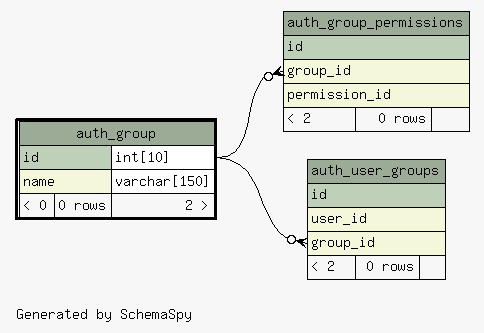 auth_group_permissions
id
group_id
permission_id
< 2 0 rows
auth_group
id int[10]
name varchar[150]
< 0 0 rows 2 >
auth_user_groups
id
user_id
group_id
< 2 0 rows
Generated by SchemaSpy